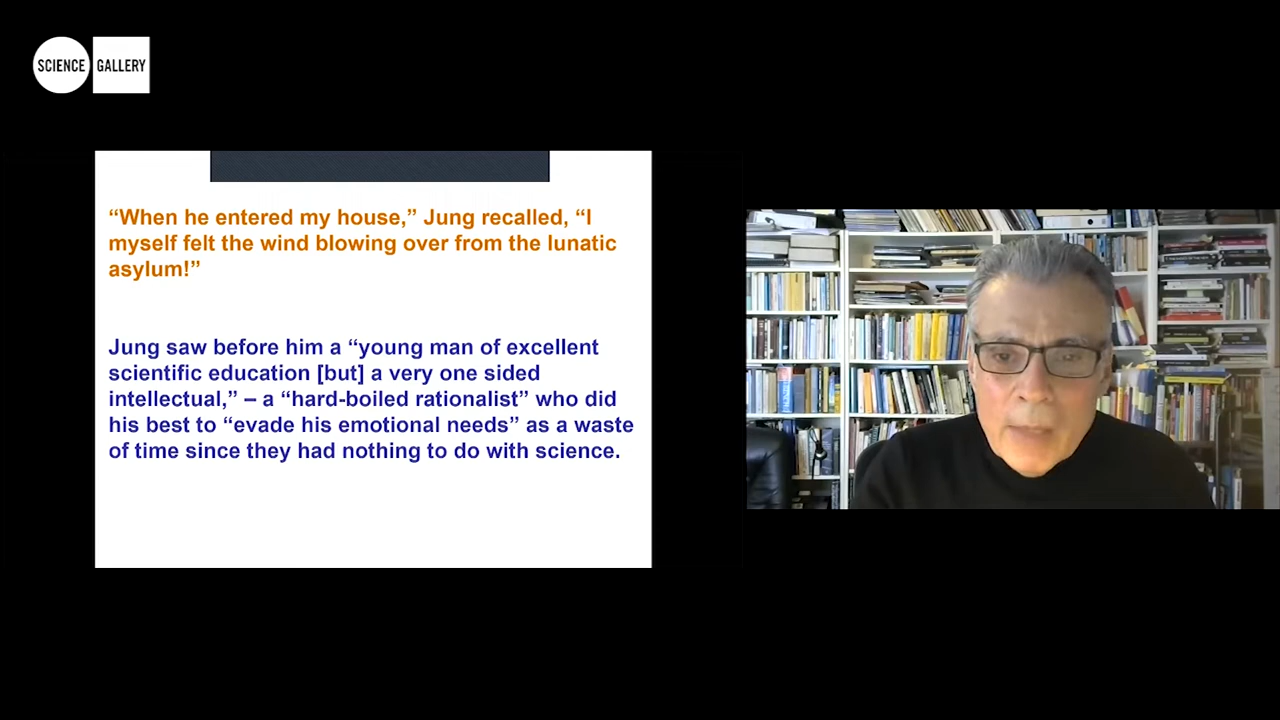 SCIENCE GALLERY
“When he entered my house,” Jung recalled, “I
myself felt the wind blowing over from the lunatic
asylum!”
Jung saw before him a “young man of excellent
scientific education [but] a very one sided
intellectual,” – a “hard-boiled rationalist” who did
his best to “evade his emotional needs” as a waste
of time since they had nothing to do with science.